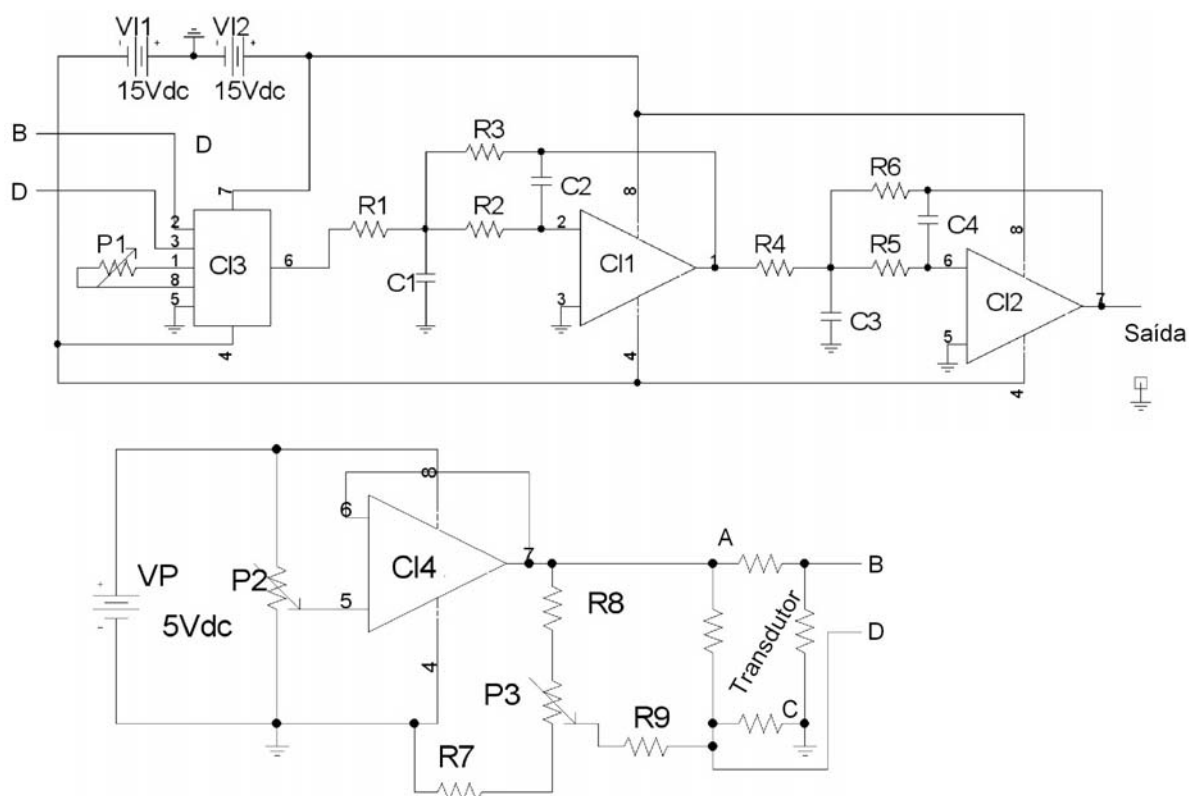 VI1 VI2
- + - +
15Vdc 15Vdc
B
D
D
7
R3
C2
8
R6
C4
8
2
3
1
8
5
P1
CI3
6
R1
R2
2
C1
3
CI1
1
R4
R5
6
C3
5
CI2
7
4
4
4
Saída
8
6
CI4
7
A
B
VP
+
-
5Vdc
P2
5
R8
D
Transdutor
4
P3
R9
C
R7